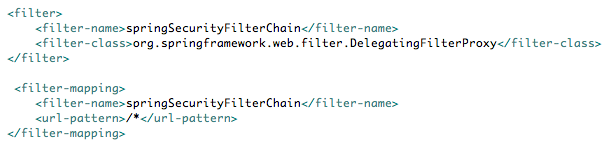 <filter>
    <filter-name>springSecurityFilterChain</filter-name>
    <filter-class>org.springframework.web.filter.DelegatingFilterProxy</filter-class>
</filter>

 <filter-mapping>
    <filter-name>springSecurityFilterChain</filter-name>
    <url-pattern>/*</url-pattern>
</filter-mapping>